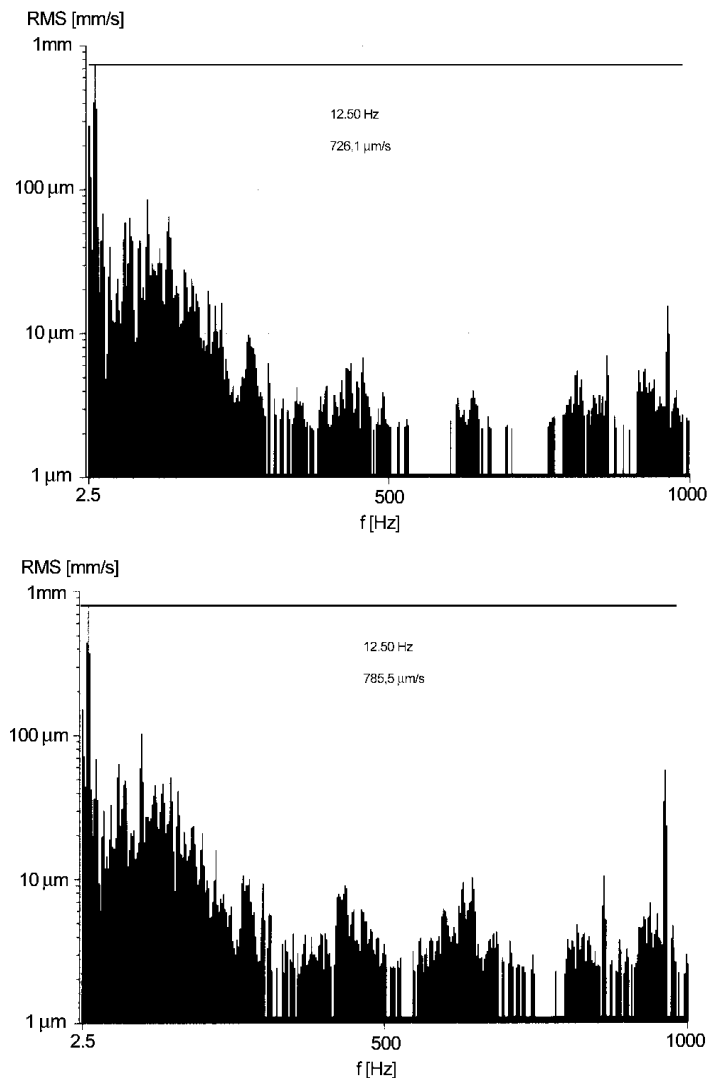 RMS [mm/s]
1mm
12.50 Hz
726,1 µm/s
100 µm
10 µm
1 µm
2.5 500 1000
f [Hz]
RMS [mm/s]
1mm
12.50 Hz
785,5 µm/s
100 µm
10 µm
1 µm
2.5 500 1000
f [Hz]